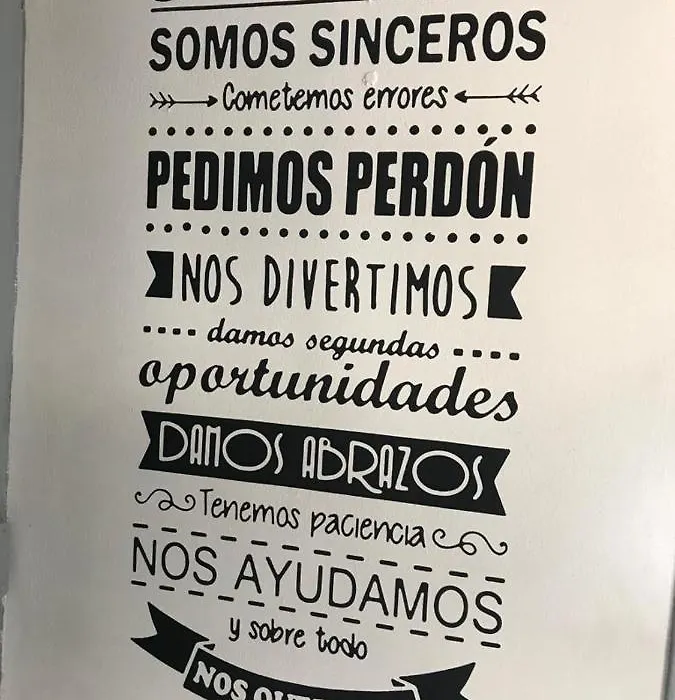 SOMOS SINCEROS
Cometemos errores
PEDIMOS PERDÓN
NOS DIVERTIMOS
damos segundas
oportunidades
DAMOS ABRAZOS
Tenemos paciencia
NOS AYUDAMOS
y sobre todo
NOS